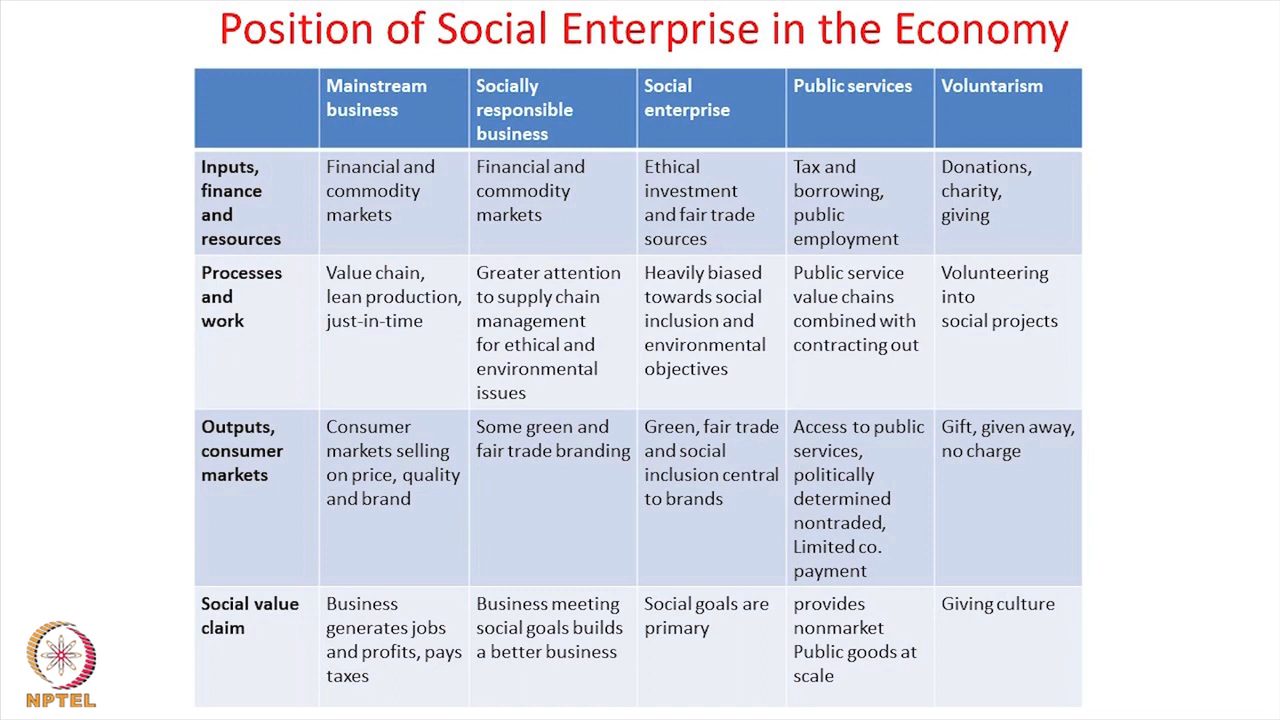 Position of Social Enterprise in the Economy
Mainstream
business
Socially
responsible
business
Social
enterprise
Public services
Voluntarism
Inputs,
finance
and
resources
Financial and
commodity
markets
Financial and
commodity
markets
Ethical
investment
and fair trade
sources
Tax and
borrowing,
public
employment
Donations,
charity,
giving
Processes
and
work
Value chain,
lean production,
just-in-time
Greater attention
to supply chain
management
for ethical and
environmental
issues
Heavily biased
towards social
inclusion and
environmental
objectives
Public service
value chains
combined with
contracting out
Volunteering
into
social projects
Outputs,
consumer
markets
Consumer
markets selling
on price, quality
and brand
Some green and
fair trade branding
Green, fair trade
and social
inclusion central
to brands
Access to public
services,
politically
determined
nontraded,
Limited co.
payment
Gift, given away,
no charge
Social value
claim
Business
generates jobs
and profits, pays
taxes
Business meeting
social goals builds
a better business
Social goals are
primary
provides
nonmarket
Public goods at
scale
Giving culture
NPTEL